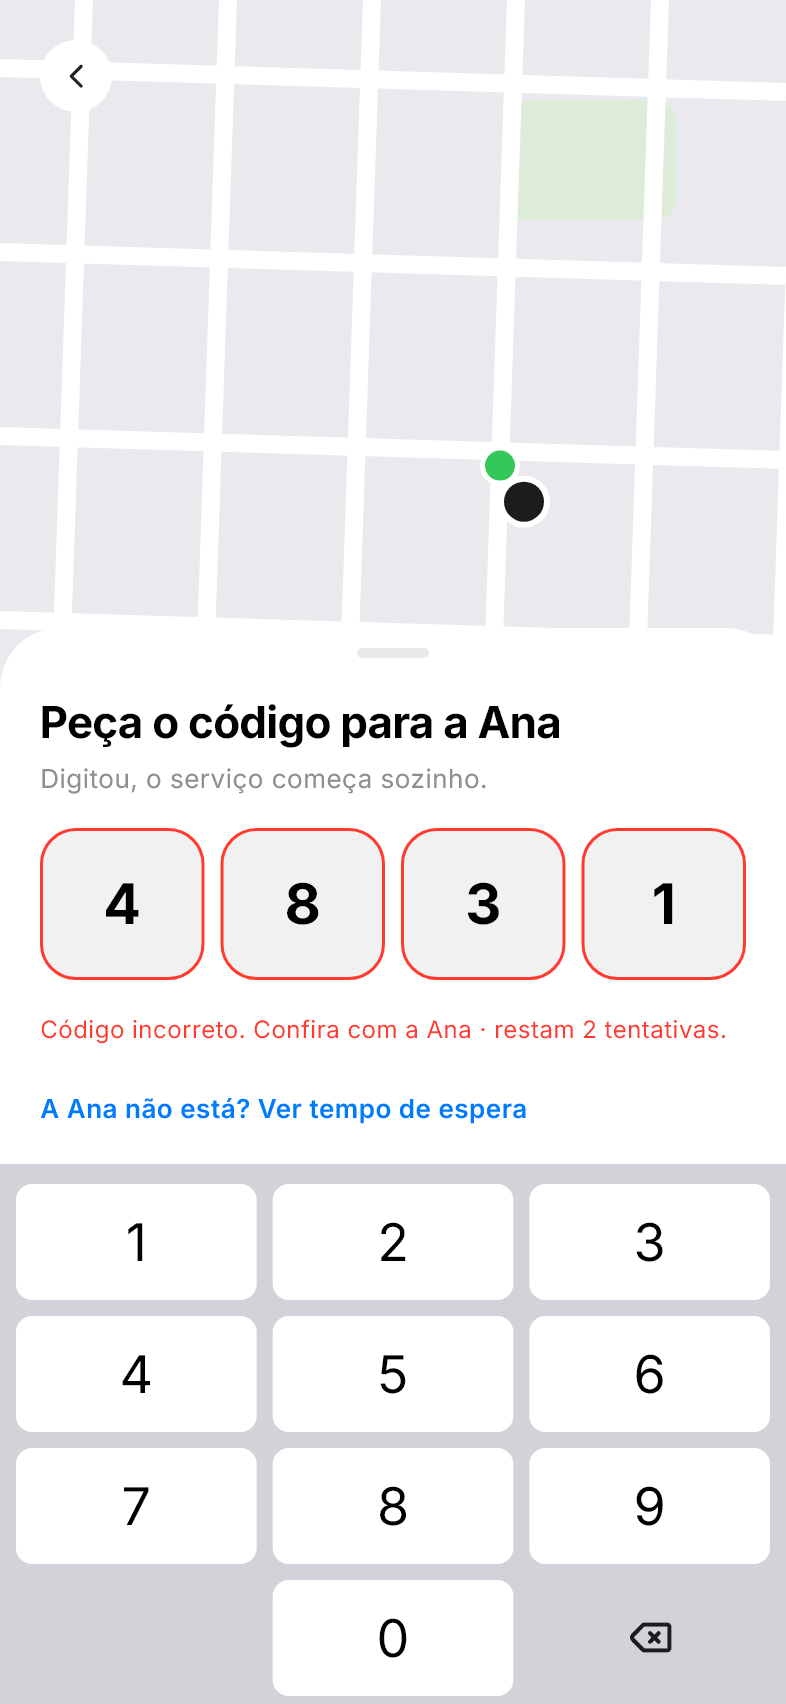 Peça o código para a Ana
Digitou, o serviço começa sozinho.
4 8 3 1
Código incorreto. Confira com a Ana · restam 2 tentativas.
A Ana não está? Ver tempo de espera
1 2 3
4 5 6
7 8 9
0